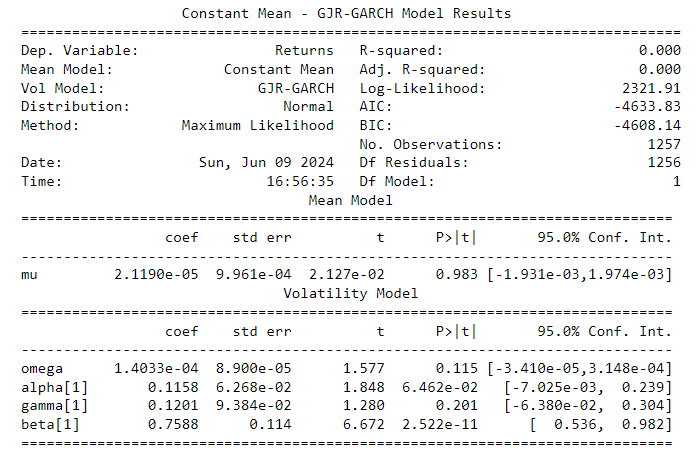 Constant Mean - GJR-GARCH Model Results
==============================================================================
Dep. Variable:                Returns   R-squared:                       0.000
Mean Model:             Constant Mean   Adj. R-squared:                  0.000
Vol Model:                  GJR-GARCH   Log-Likelihood:                2321.91
Distribution:                  Normal   AIC:                          -4633.83
Method:            Maximum Likelihood   BIC:                          -4608.14
                                        No. Observations:                 1257
Date:                Sun, Jun 09 2024   Df Residuals:                     1256
Time:                        16:56:35   Df Model:                            1
Mean Model
==============================================================================
coef    std err          t      P>|t|       95.0% Conf. Int.
------------------------------------------------------------------------------
mu         2.1190e-05  9.961e-04  2.127e-02      0.983 [-1.931e-03,1.974e-03]
Volatility Model
==============================================================================
coef    std err          t      P>|t|       95.0% Conf. Int.
------------------------------------------------------------------------------
omega      1.4033e-04  8.900e-05      1.577      0.115 [-3.410e-05,3.148e-04]
alpha[1]       0.1158  6.268e-02      1.848  6.462e-02   [-7.025e-03,  0.239]
gamma[1]       0.1201  9.384e-02      1.280      0.201   [-6.380e-02,  0.304]
beta[1]        0.7588      0.114      6.672  2.522e-11      [  0.536,  0.982]
==============================================================================